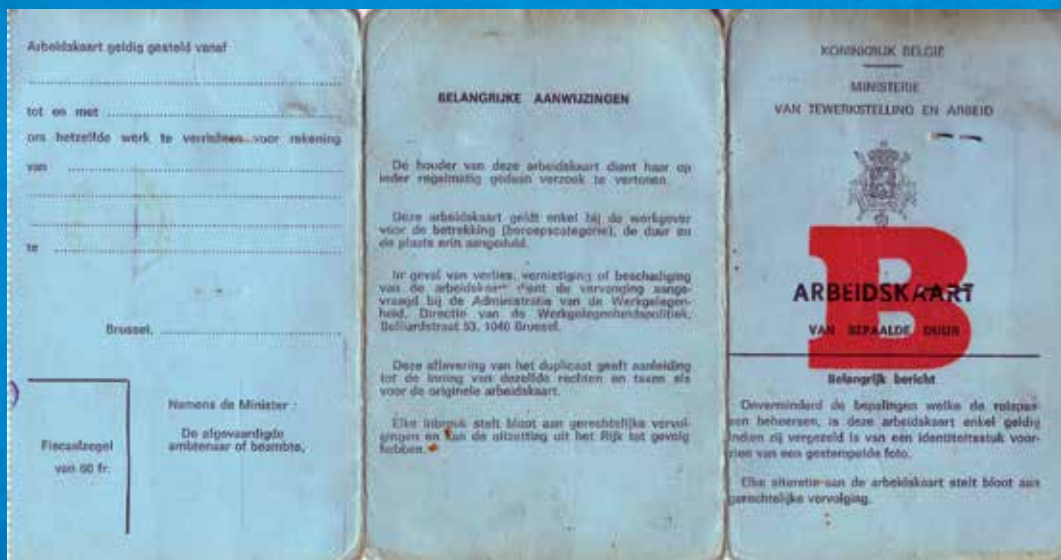 Arbeidskaart geldig gesteld vanaf
tot en met
om hetzelfde werk te verrichten voor rekening
van
te
Brussel,
Fiscaalzegel
van 60 fr.
Namens de Minister :
De afgevaardigde
ambtenaar of beambte,
BELANGRIJKE AANWIJZINGEN
De houder van deze arbeidskaart dient haar op
ieder regelmatig gedaan verzoek te vertonen.
Deze arbeidskaart geldt enkel bij de werkgever
voor de betrekking (beroepscategorie), de duur en
de plaats erin aangeduid.
In geval van verlies, vernietiging of beschadiging
van de arbeidskaart dient de vervanging aange-
vraagd bij de Administratie van de Werkgelegen-
heid, Directie van de Werkgelegenheidspolitiek,
Belliardstraat 53, 1040 Brussel.
Deze aflevering van het duplicaat geeft aanleiding
tot de inning van dezelfde rechten en taxen als
voor de originele arbeidskaart.
Elke inbreuk stelt bloot aan gerechtelijke vervol-
gingen en kan de uitzetting uit het Rijk tot gevolg
hebben.
KONINKRIJK BELGIE
MINISTERIE
VAN TEWERKSTELLING EN ARBEID
B
ARBEIDSKAART
VAN BEPAALDE DUUR
Belangrijk bericht
Onverminderd de bepalingen welke de reispas-
sen beheersen, is deze arbeidskaart enkel geldig
indien zij vergezeld is van een identiteitsstuk voor-
zien van een gestempelde foto.
Elke alteratie aan de arbeidskaart stelt bloot aan
gerechtelijke vervolging.